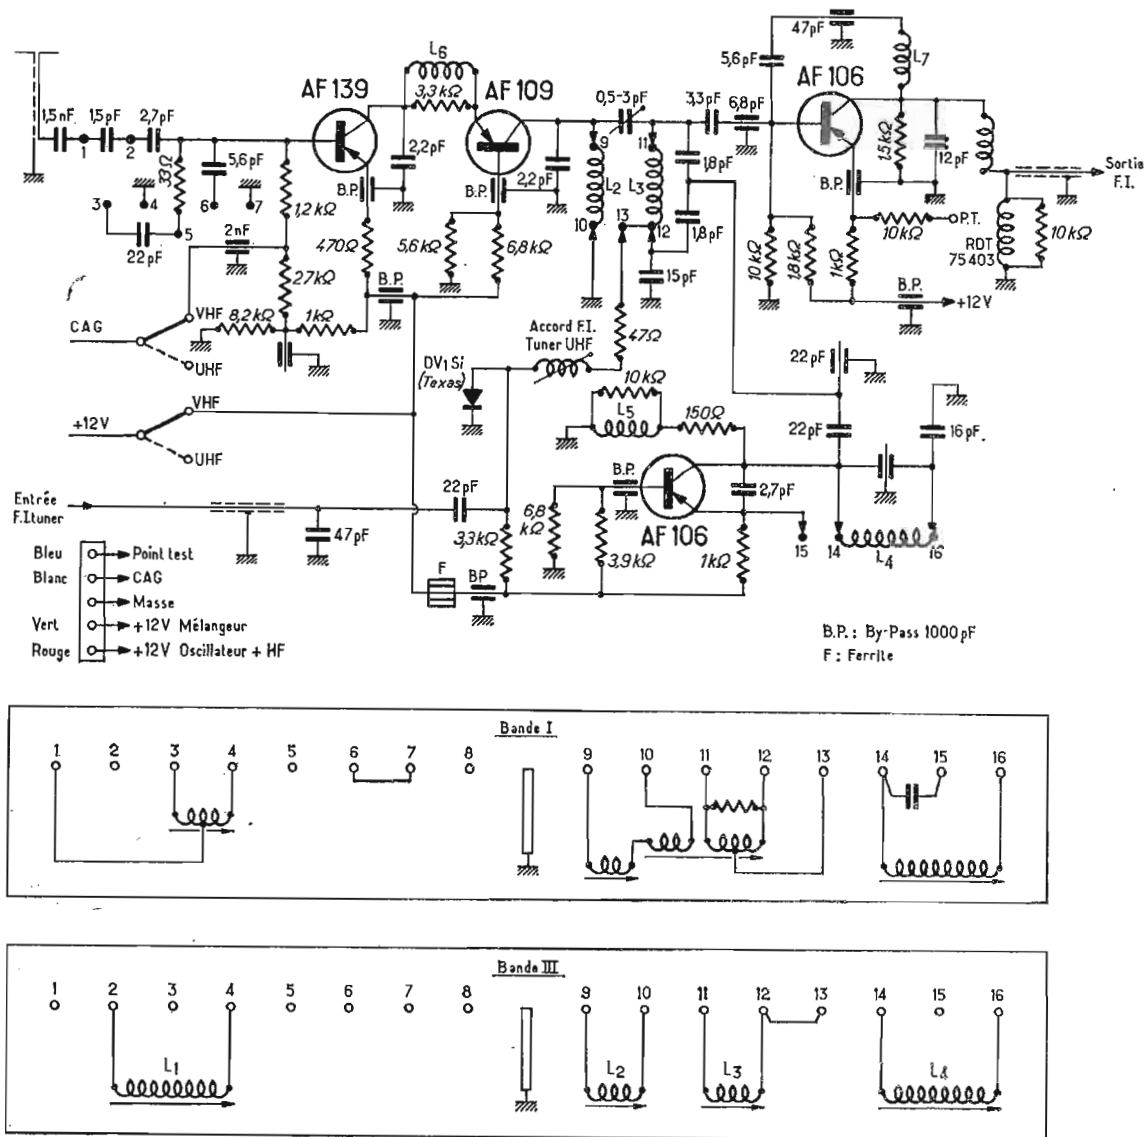 47pF
L6
L7
5,6pF
AF 139
3,3kΩ
AF 109
AF 106
0,5-3pF
3,3pF
6,8pF
1,5nF
1,5pF
2,7pF
1
2
2,2pF
9
11
15kΩ
12pF
33Ω
5,6pF
B.P.
B.P.
2,2pF
L2
L3
1,8pF
B.P.
Sortie
F.I.
3
4
6
7
1,2kΩ
10
13
12
1,8pF
10kΩ
P.T.
22pF
5
2nF
470Ω
5,6kΩ
6,8kΩ
10kΩ
18kΩ
1kΩ
RDT
75403
10kΩ
2,7kΩ
B.P.
15pF
B.P.
+12V
CAG
VHF
8,2kΩ
1kΩ
Accord F.I.
Tuner UHF
47Ω
UHF
DV1 Si
(Texas)
22pF
10kΩ
+12V
VHF
L5
150Ω
22pF
16pF
UHF
B.P.
Entrée
F.I tuner
22pF
6,8
kΩ
2,7pF
47pF
3,3kΩ
AF 106
3,9kΩ
1kΩ
15
14
L4
16
F
BP
Bleu
Point test
Blanc
CAG
Masse
Vert
+12V Mélangeur
Rouge
+12V Oscillateur + HF
B.P.: By-Pass 1000pF
F : Ferrite
Bande I
1 2 3 4 5 6 7 8 9 10 11 12 13 14 15 16
Bande III
1 2 3 4 5 6 7 8 9 10 11 12 13 14 15 16
L1
L2
L3
L4